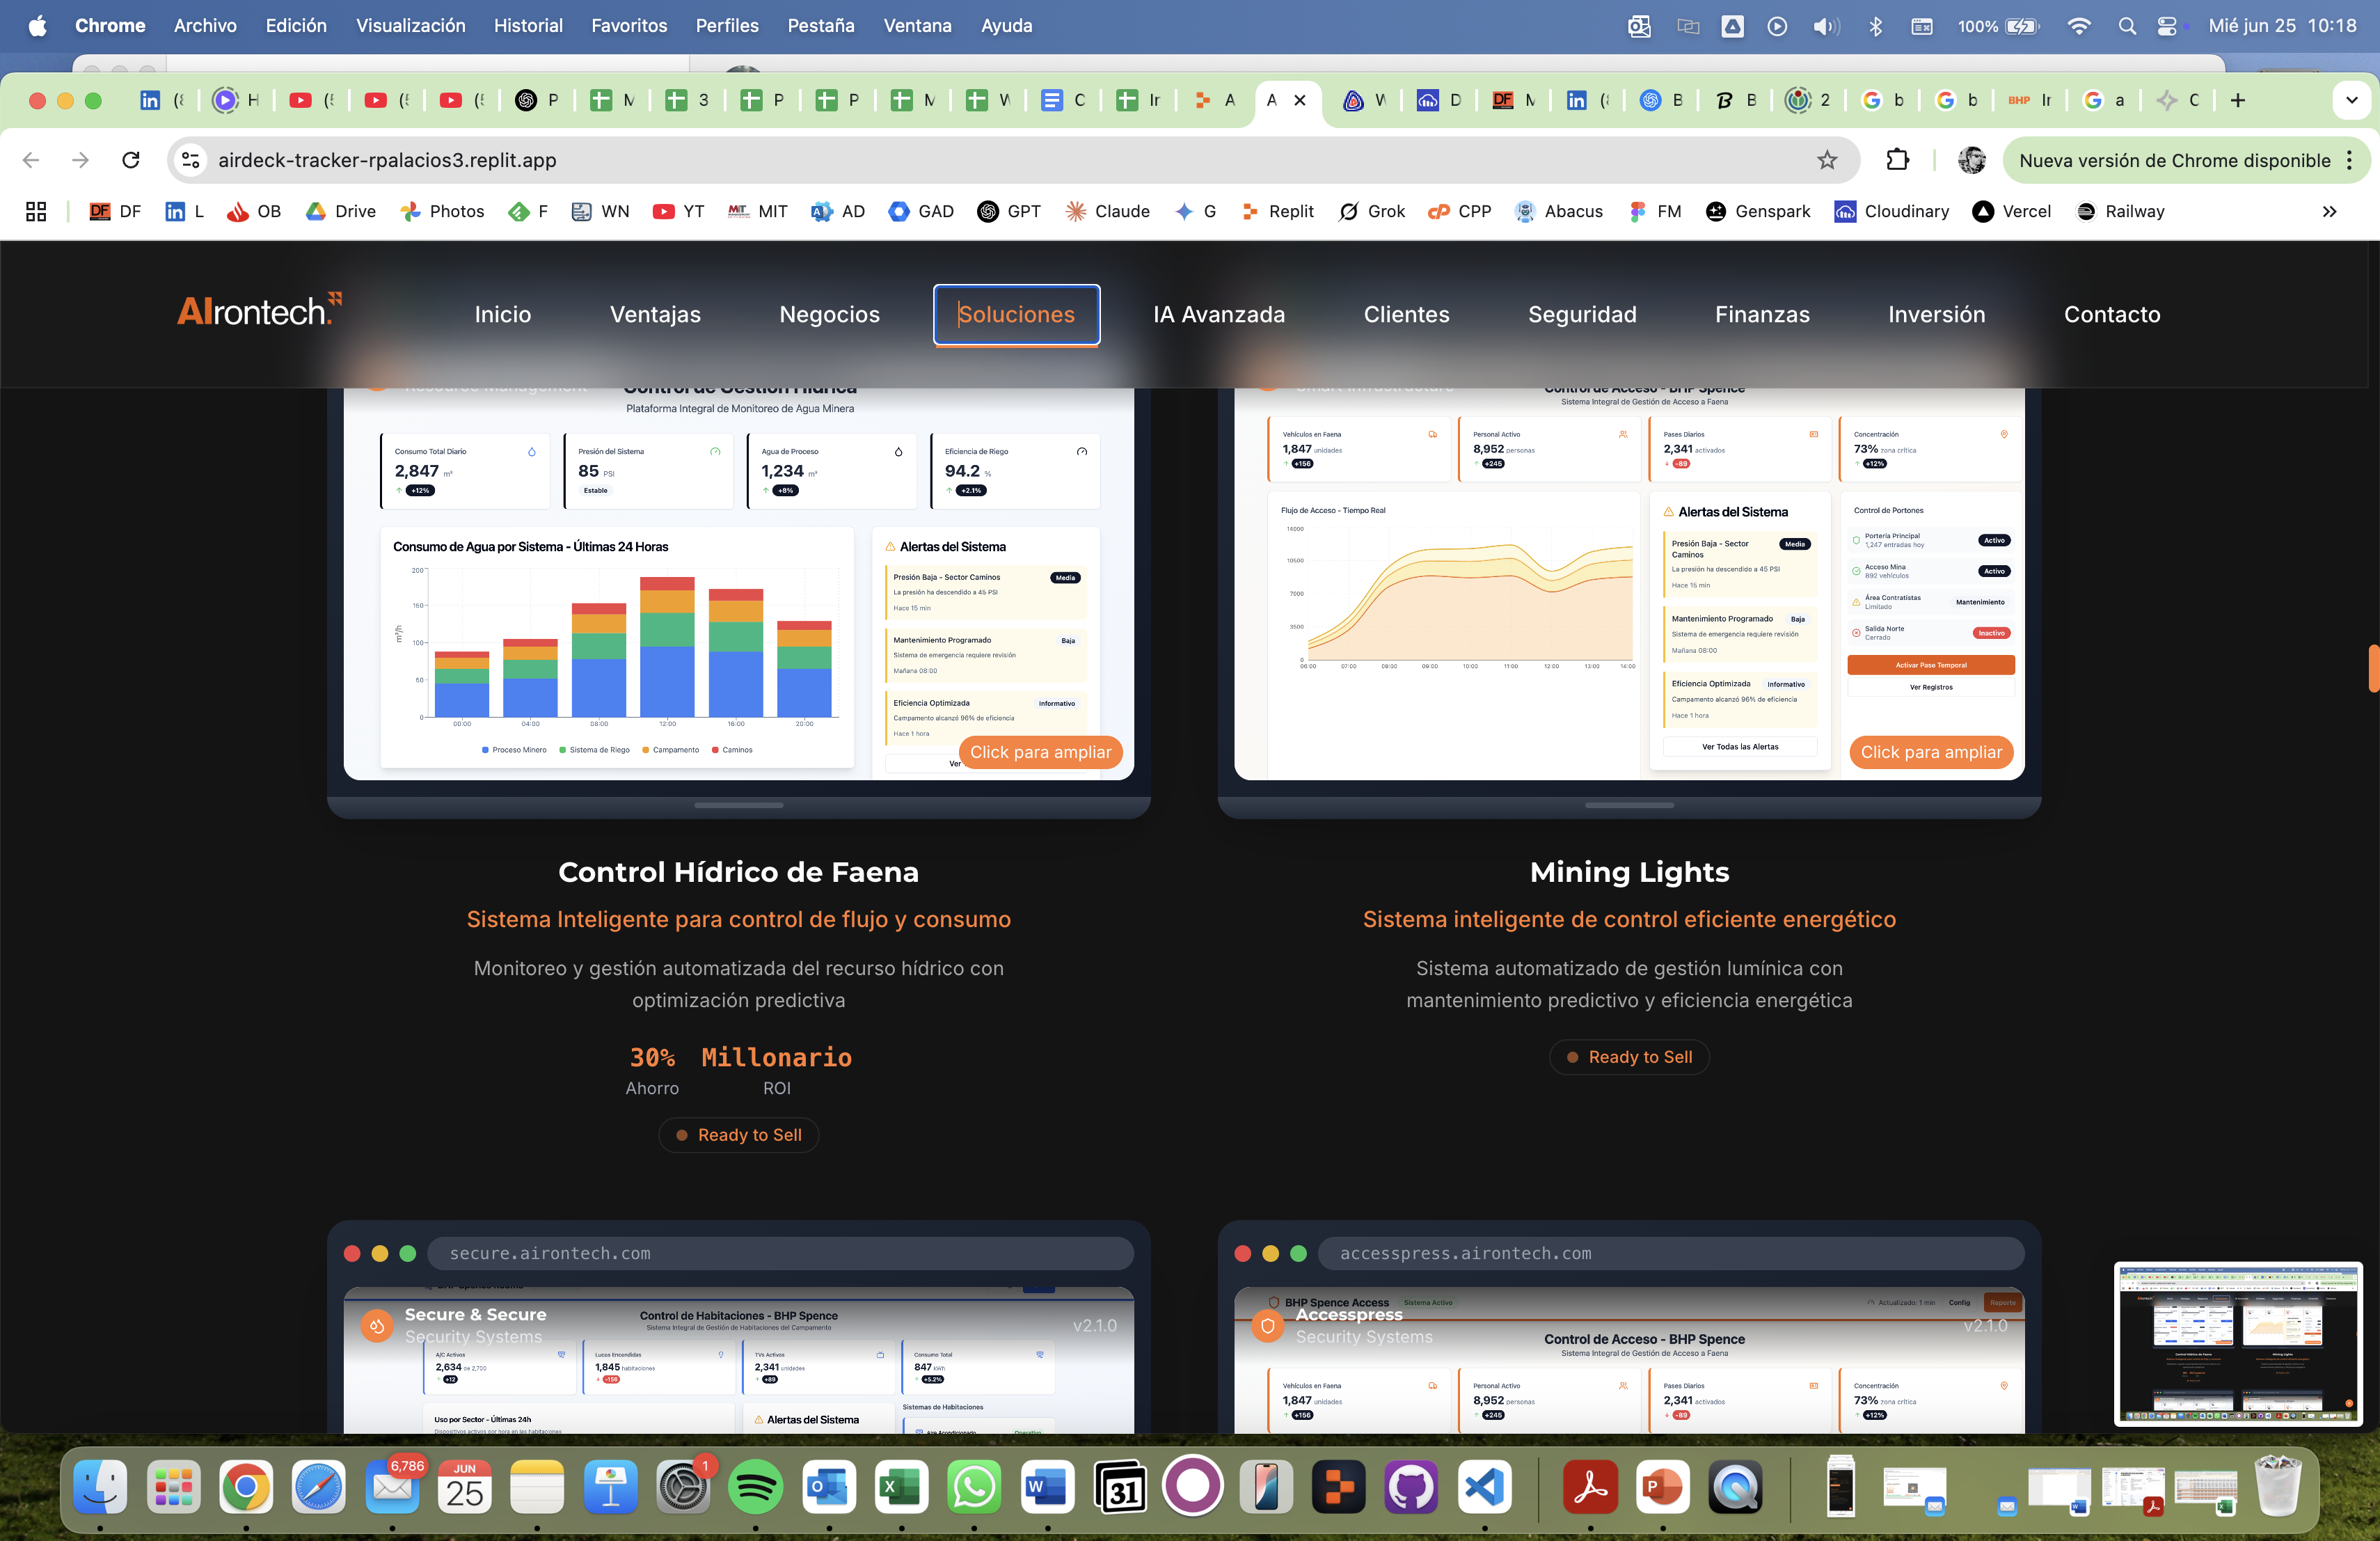 Chrome Archivo Edición Visualización Historial Favoritos Perfiles Pestaña Ventana Ayuda
100% Mié jun 25 10:18
airdeck-tracker-rpalacios3.replit.app
Nueva versión de Chrome disponible
DF L OB Drive Photos F WN YT MIT AD GAD GPT Claude G Replit Grok CPP Abacus FM Genspark Cloudinary Vercel Railway
AIrontech.
Inicio Ventajas Negocios Soluciones IA Avanzada Clientes Seguridad Finanzas Inversión Contacto
Control de Gestión Hídrica
Plataforma Integral de Monitoreo de Agua Minera
Consumo Total Diario
2,847 m³
+12%
Presión del Sistema
85 PSI
Estable
Agua de Proceso
1,234 m³
+8%
Eficiencia de Riego
94.2 %
+2.1%
Consumo de Agua por Sistema - Últimas 24 Horas
m³/h
200
150
100
50
0
00:00 04:00 08:00 12:00 16:00 20:00
Proceso Minero Sistema de Riego Campamento Caminos
Alertas del Sistema
Presión Baja - Sector Caminos Media
La presión ha descendido a 45 PSI
Hace 15 min
Mantenimiento Programado Baja
Sistema de emergencia requiere revisión
Mañana 08:00
Eficiencia Optimizada Informativo
Campamento alcanzó 96% de eficiencia
Hace 1 hora
Ver
Click para ampliar
Control de Acceso - BHP Spence
Sistema Integral de Gestión de Acceso a Faena
Vehículos en Faena
1,847 unidades
+156
Personal Activo
8,952 personas
+245
Pases Diarios
2,341 activados
-89
Concentración
73% zona crítica
+12%
Flujo de Acceso - Tiempo Real
14000
10500
7000
3500
0
06:00 07:00 08:00 09:00 10:00 11:00 12:00 13:00 14:00
Alertas del Sistema
Presión Baja - Sector Caminos Media
La presión ha descendido a 45 PSI
Hace 15 min
Mantenimiento Programado Baja
Sistema de emergencia requiere revisión
Mañana 08:00
Eficiencia Optimizada Informativo
Campamento alcanzó 96% de eficiencia
Hace 1 hora
Ver Todas las Alertas
Control de Portones
Portería Principal
1,247 entradas hoy
Activo
Acceso Mina
892 vehículos
Activo
Área Contratistas
Limitado
Mantenimiento
Salida Norte
Cerrado
Inactivo
Activar Pase Temporal
Ver Registros
Click para ampliar
Control Hídrico de Faena
Sistema Inteligente para control de flujo y consumo
Monitoreo y gestión automatizada del recurso hídrico con
optimización predictiva
30% Millonario
Ahorro ROI
Ready to Sell
Mining Lights
Sistema inteligente de control eficiente energético
Sistema automatizado de gestión lumínica con
mantenimiento predictivo y eficiencia energética
Ready to Sell
secure.airontech.com
Secure & Secure
Security Systems
v2.1.0
Control de Habitaciones - BHP Spence
Sistema Integral de Gestión de Habitaciones del Campamento
A/C Activos
2,634 de 2,700
+12
Luces Encendidas
1,845 habitaciones
-156
TVs Activos
2,341 unidades
+89
Consumo Total
847 kWh
+5.2%
Uso por Sector - Últimas 24h
Dispositivos activos por hora en las habitaciones
Alertas del Sistema
Sistemas de Habitaciones
Aire Acondicionado Operativo
accesspress.airontech.com
BHP Spence Access Sistema Activo
Actualizado: 1 min Config Reporte
Accesspress
Security Systems
v2.1.0
Control de Acceso - BHP Spence
Sistema Integral de Gestión de Acceso a Faena
Vehículos en Faena
1,847 unidades
+156
Personal Activo
8,952 personas
+245
Pases Diarios
2,341 activados
-89
Concentración
73% zona crítica
+12%
6,786
JUN
25
1
31